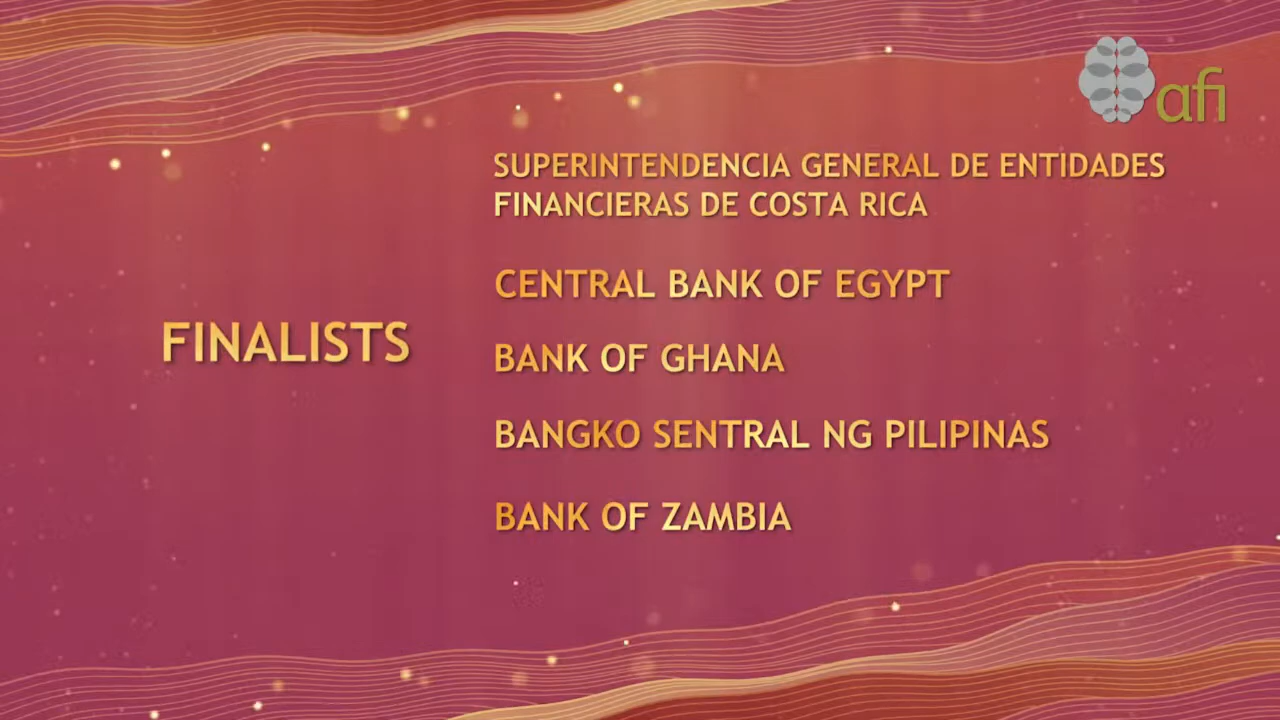 afi
SUPERINTENDENCIA GENERAL DE ENTIDADES
FINANCIERAS DE COSTA RICA
CENTRAL BANK OF EGYPT
FINALISTS
BANK OF GHANA
BANGKO SENTRAL NG PILIPINAS
BANK OF ZAMBIA